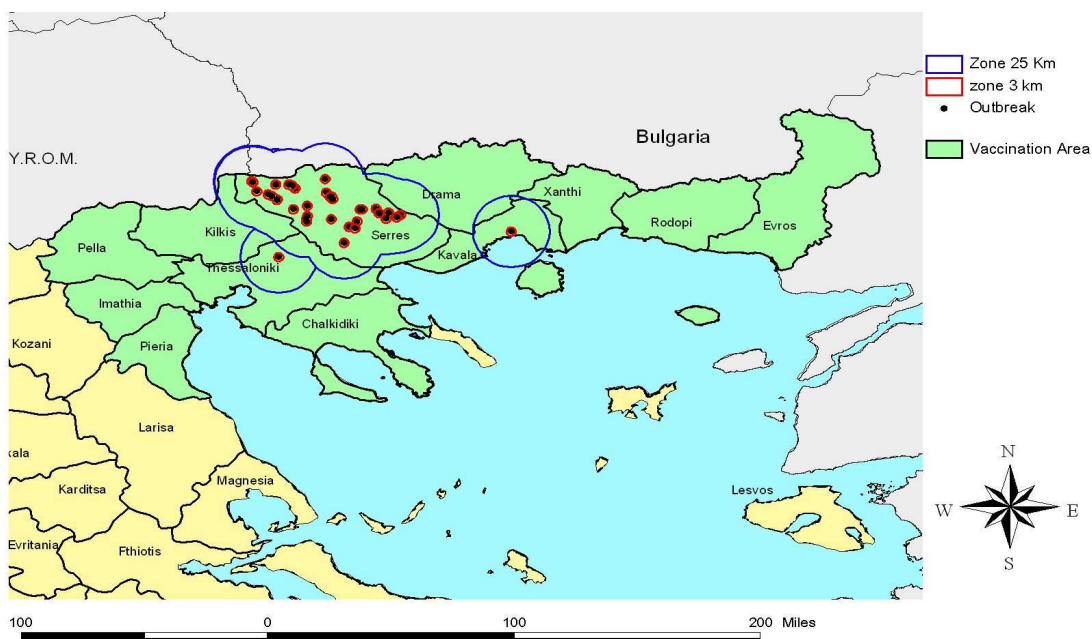 Zone 25 Km
zone 3 km
Outbreak
Vaccination Area
Bulgaria
Y.R.O.M.
Drama
Xanthi
Rodopi
Evros
Kilkis
Serres
Pella
Kavala
Thessaloniki
Imathia
Chalkidiki
Pieria
Kozani
Larisa
kala
Karditsa
Magnesia
Lesvos
Evritania
Fthiotis
N
W
E
S
100
0
100
200
Miles